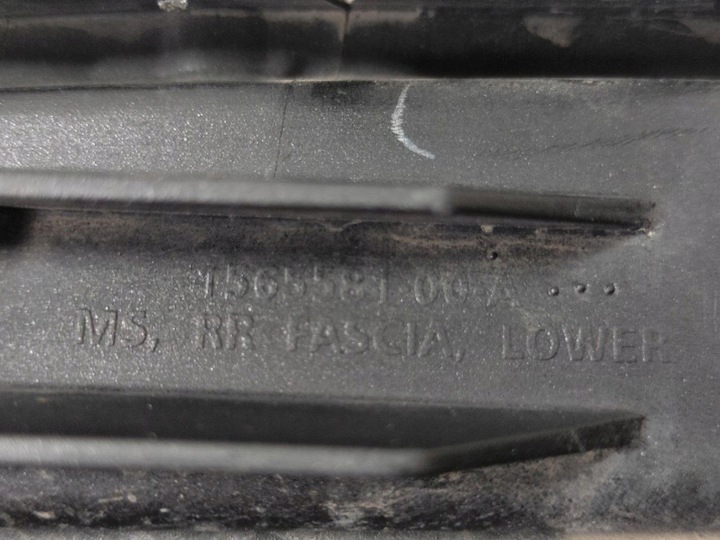 1565581-00-A
MS, RR FASCIA, LOWER